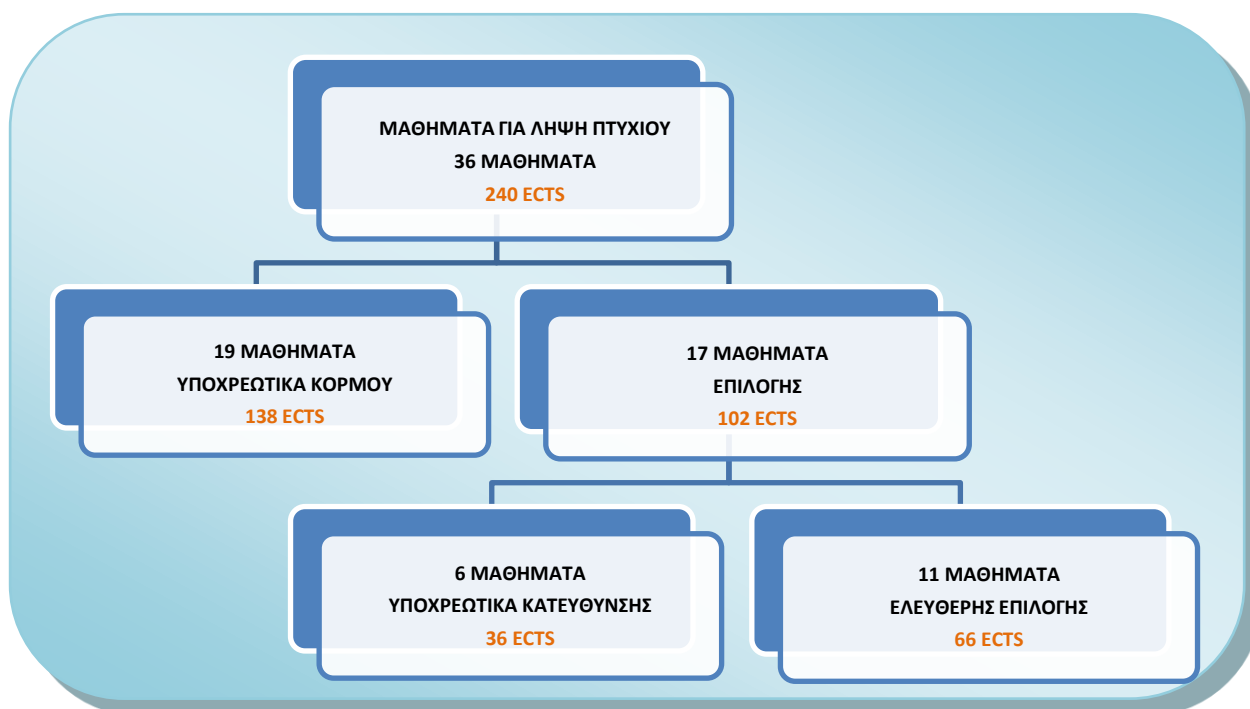 ΜΑΘΗΜΑΤΑ ΓΙΑ ΛΗΨΗ ΠΤΥΧΙΟΥ
36 ΜΑΘΗΜΑΤΑ
240 ECTS
19 ΜΑΘΗΜΑΤΑ
ΥΠΟΧΡΕΩΤΙΚΑ ΚΟΡΜΟΥ
138 ECTS
17 ΜΑΘΗΜΑΤΑ
ΕΠΙΛΟΓΗΣ
102 ECTS
6 ΜΑΘΗΜΑΤΑ
ΥΠΟΧΡΕΩΤΙΚΑ ΚΑΤΕΥΘΥΝΣΗΣ
36 ECTS
11 ΜΑΘΗΜΑΤΑ
ΕΛΕΥΘΕΡΗΣ ΕΠΙΛΟΓΗΣ
66 ECTS